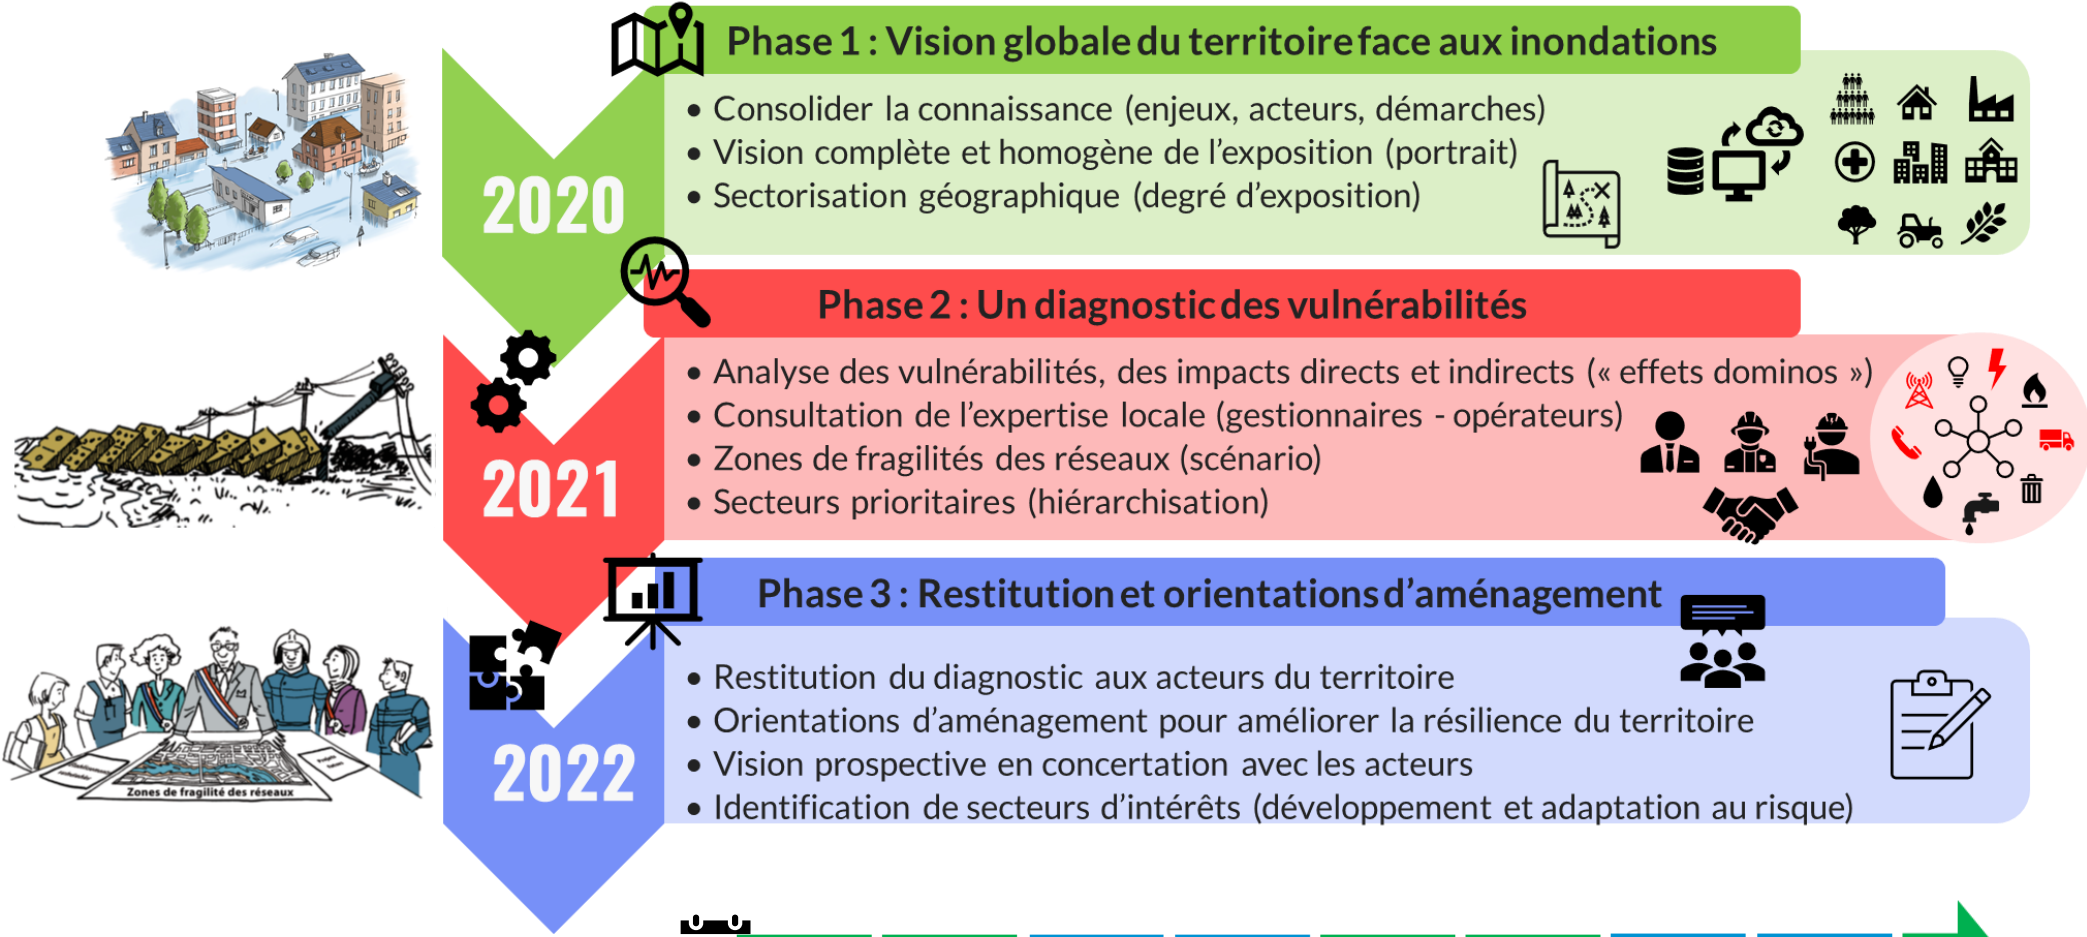 Phase 1 : Vision globale du territoire face aux inondations
• Consolider la connaissance (enjeux, acteurs, démarches)
• Vision complète et homogène de l’exposition (portrait)
• Sectorisation géographique (degré d’exposition)
2020
Phase 2 : Un diagnostic des vulnérabilités
• Analyse des vulnérabilités, des impacts directs et indirects (« effets dominos »)
• Consultation de l’expertise locale (gestionnaires - opérateurs)
• Zones de fragilités des réseaux (scénario)
• Secteurs prioritaires (hiérarchisation)
2021
Phase 3 : Restitution et orientations d’aménagement
• Restitution du diagnostic aux acteurs du territoire
• Orientations d’aménagement pour améliorer la résilience du territoire
• Vision prospective en concertation avec les acteurs
• Identification de secteurs d’intérêts (développement et adaptation au risque)
2022
Zones de fragilité des réseaux